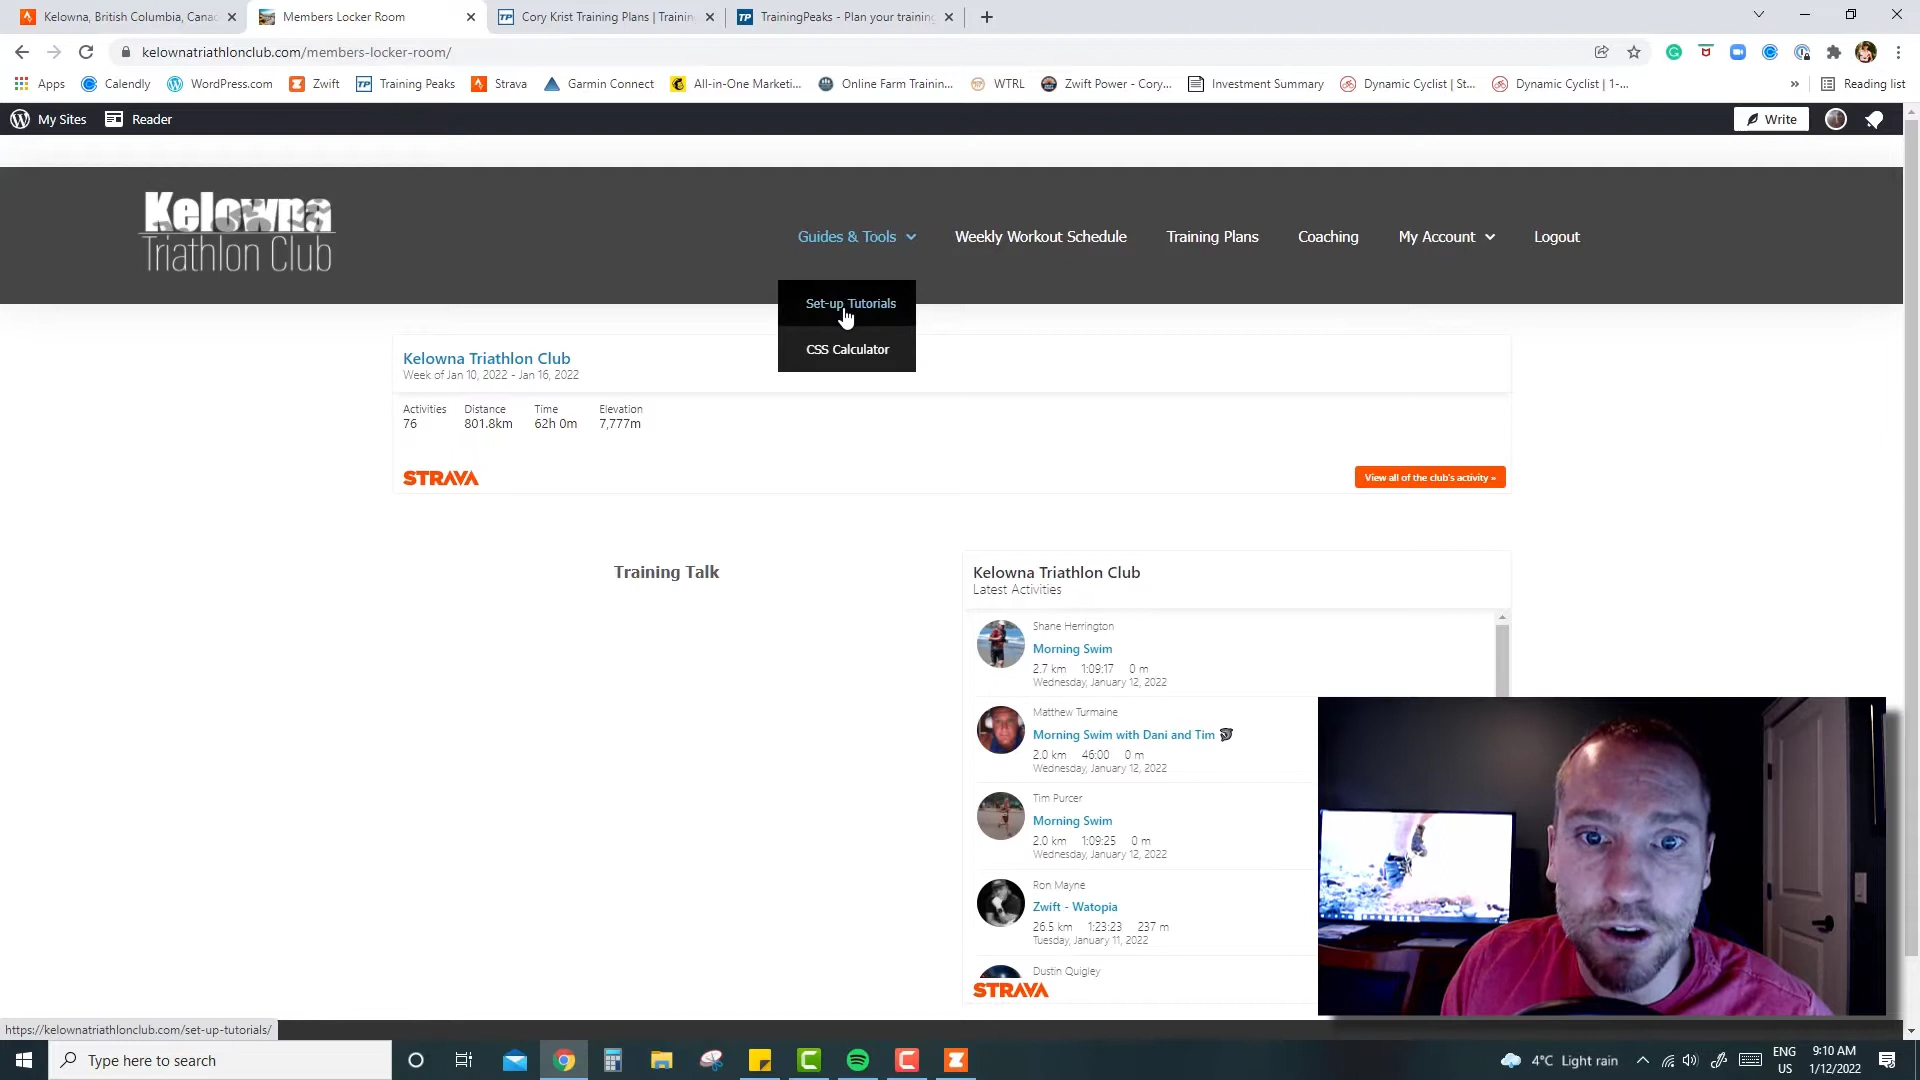 Kelowna, British Columbia, Canac
Members Locker Room
TP
Cory Krist Training Plans | Trainin
TP
TrainingPeaks - Plan your training
kelownatriathlonclub.com/members-locker-room/
Apps
Calendly
WordPress.com
Zwift
TP
Training Peaks
Strava
Garmin Connect
All-in-One Marketi...
Online Farm Trainin...
WTRL
Zwift Power - Cory...
Investment Summary
Dynamic Cyclist | St...
Dynamic Cyclist | 1-...
»
Reading list
My Sites
Reader
Write
Kelowna
Triathlon Club
Guides & Tools
Weekly Workout Schedule
Training Plans
Coaching
My Account
Logout
Set-up Tutorials
CSS Calculator
Kelowna Triathlon Club
Week of Jan 10, 2022 - Jan 16, 2022
Activities Distance Time Elevation
76 801.8km 62h 0m 7,777m
STRAVA
View all of the club's activity »
Training Talk
Kelowna Triathlon Club
Latest Activities
Shane Herrington
Morning Swim
2.7 km 1:09:17 0 m
Wednesday, January 12, 2022
Matthew Turmaine
Morning Swim with Dani and Tim
2.0 km 46:00 0 m
Wednesday, January 12, 2022
Tim Purcer
Morning Swim
2.0 km 1:09:25 0 m
Wednesday, January 12, 2022
Ron Mayne
Zwift - Watopia
26.5 km 1:23:23 237 m
Tuesday, January 11, 2022
Dustin Quigley
STRAVA
https://kelownatriathlonclub.com/set-up-tutorials/
Type here to search
4°C Light rain
ENG
US
9:10 AM
1/12/2022